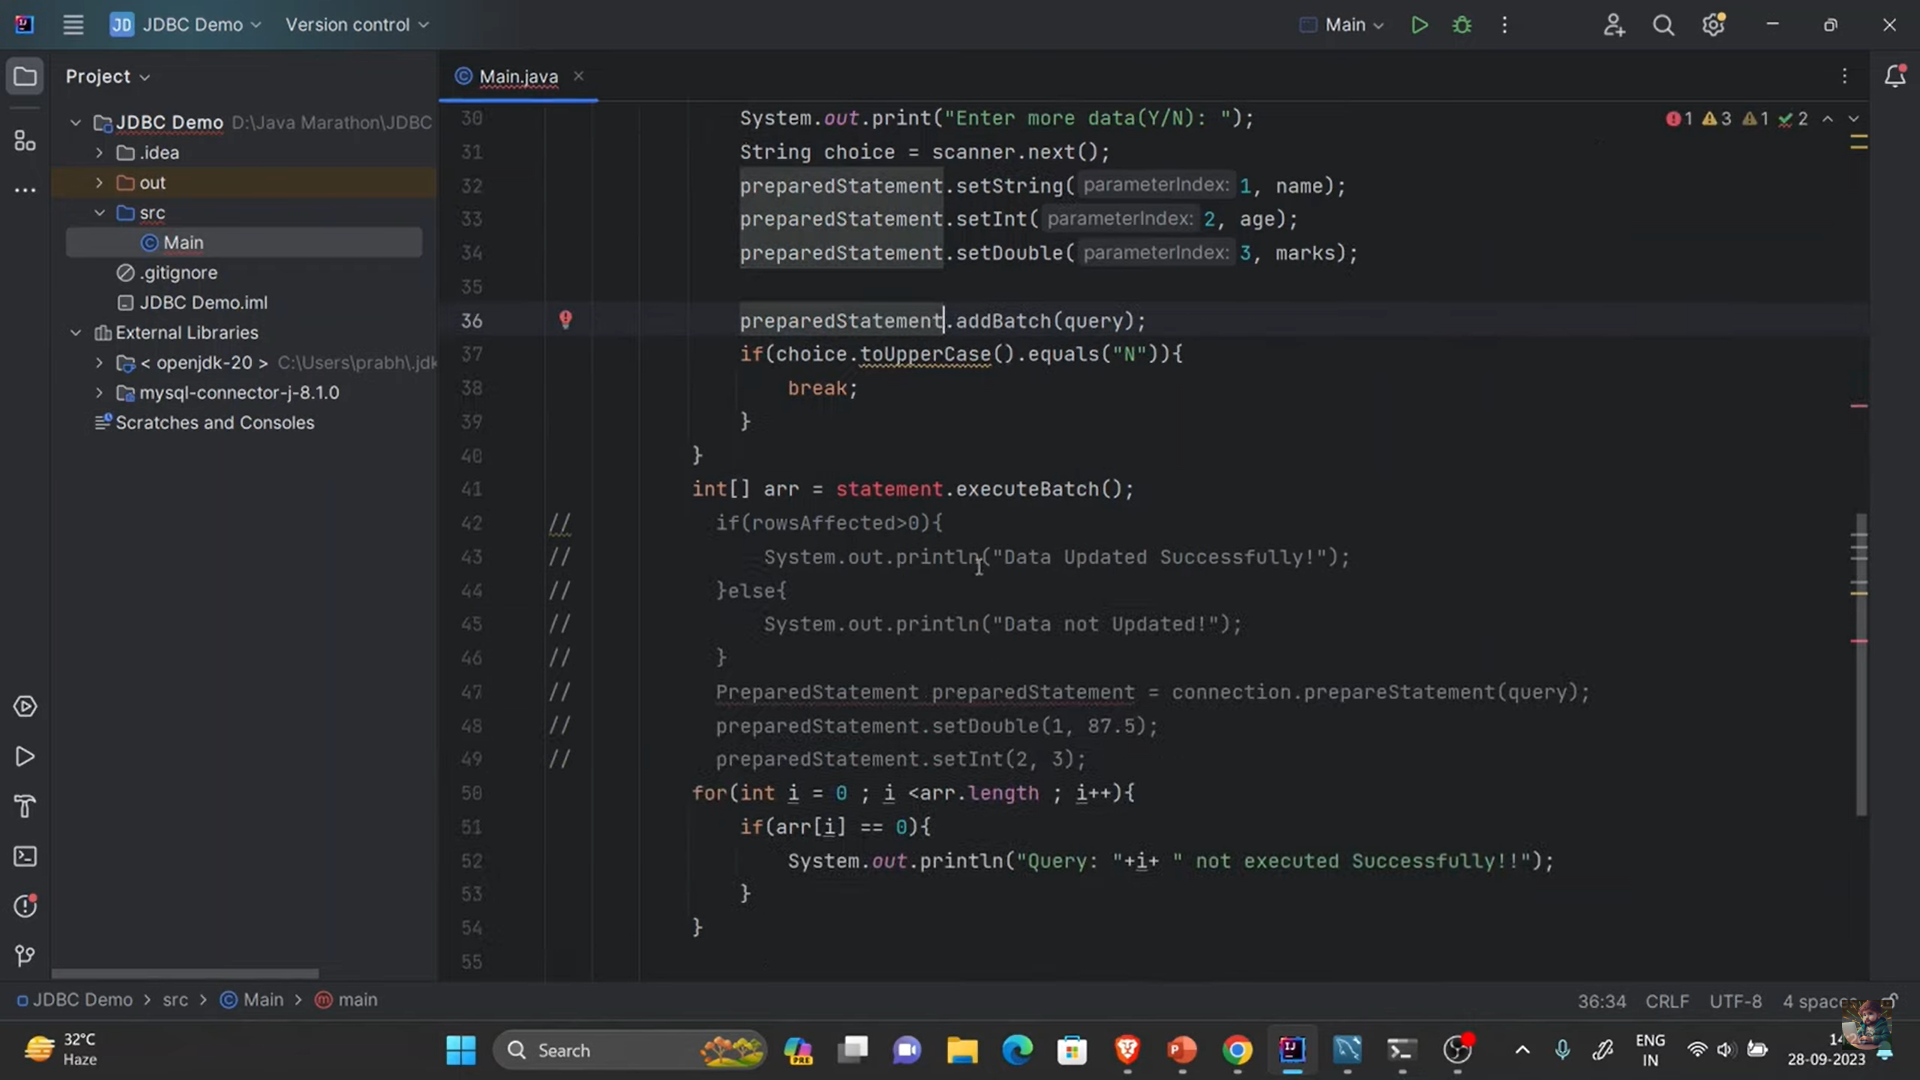 JD JDBC Demo Version control Main
Project
Main.java
JDBC Demo D:\Java Marathon\JDBC
.idea
out
src
Main
.gitignore
JDBC Demo.iml
External Libraries
< openjdk-20 > C:\Users\prabh\.jdk
mysql-connector-j-8.1.0
Scratches and Consoles
1 3 1 2
30 System.out.print("Enter more data(Y/N): ");
31 String choice = scanner.next();
32 preparedStatement.setString( parameterIndex: 1, name);
33 preparedStatement.setInt( parameterIndex: 2, age);
34 preparedStatement.setDouble( parameterIndex: 3, marks);
35
36 preparedStatement.addBatch(query);
37 if(choice.toUpperCase().equals("N")){
38 break;
39 }
40 }
41 int[] arr = statement.executeBatch();
42 // if(rowsAffected>0){
43 // System.out.println("Data Updated Successfully!");
44 // }else{
45 // System.out.println("Data not Updated!");
46 // }
47 // PreparedStatement preparedStatement = connection.prepareStatement(query);
48 // preparedStatement.setDouble(1, 87.5);
49 // preparedStatement.setInt(2, 3);
50 for(int i = 0 ; i <arr.length ; i++){
51 if(arr[i] == 0){
52 System.out.println("Query: "+i+ " not executed Successfully!!");
53 }
54 }
55
JDBC Demo > src > Main > main
36:34 CRLF UTF-8 4 spaces
32°C
Haze
Search
PRE
ENG
IN
28-09-2023